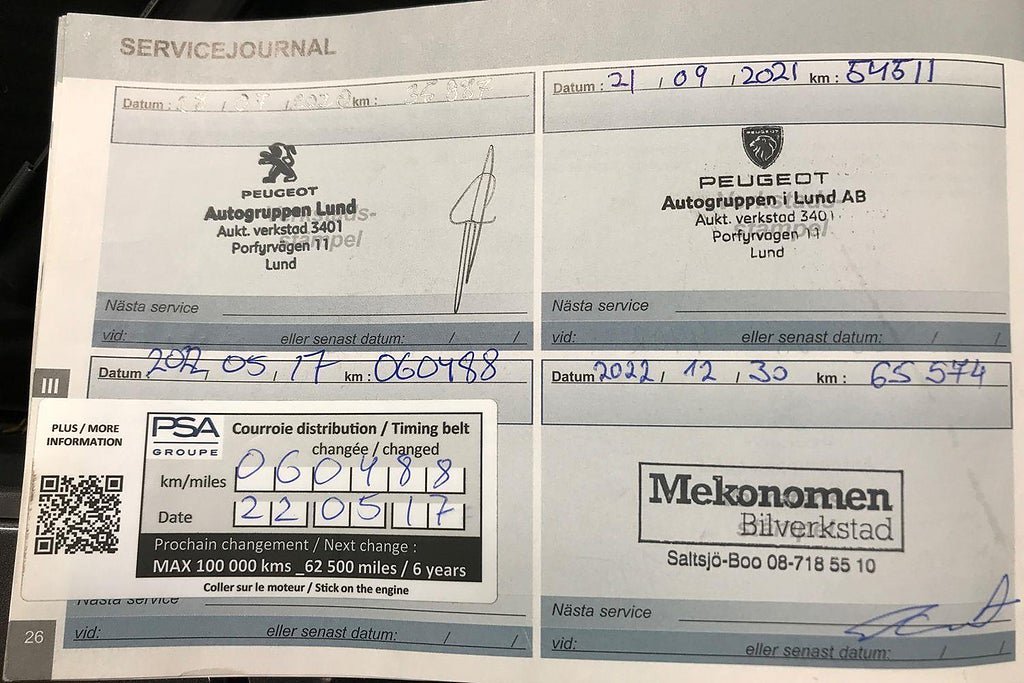 SERVICEJOURNAL
Datum : / / km :
PEUGEOT
Autogruppen Lund
Aukt. verkstad 3401
Porfyrvägen 11
Lund
Nästa service
vid: eller senast datum: / /
Datum : 21 / 09 / 2021 km : 54511
PEUGEOT
PEUGEOT
Autogruppen i Lund AB
Aukt. verkstad 3401
Porfyrvägen 11
Lund
Nästa service
vid: eller senast datum: / /
III
Datum : 2022 / 05 / 17 km : 060488
PLUS / MORE
INFORMATION
PSA
GROUPE
Courroie distribution / Timing belt
changée / changed
km/miles 060488
Date 220517
Prochain changement / Next change :
MAX 100 000 kms _62 500 miles / 6 years
Coller sur le moteur / Stick on the engine
Nästa service
vid: eller senast datum: / /
Datum 2022 / 12 / 30 km : 65 574
Mekonomen
Bilverkstad
Saltsjö-Boo 08-718 55 10
Nästa service
vid: eller senast datum: / /
26